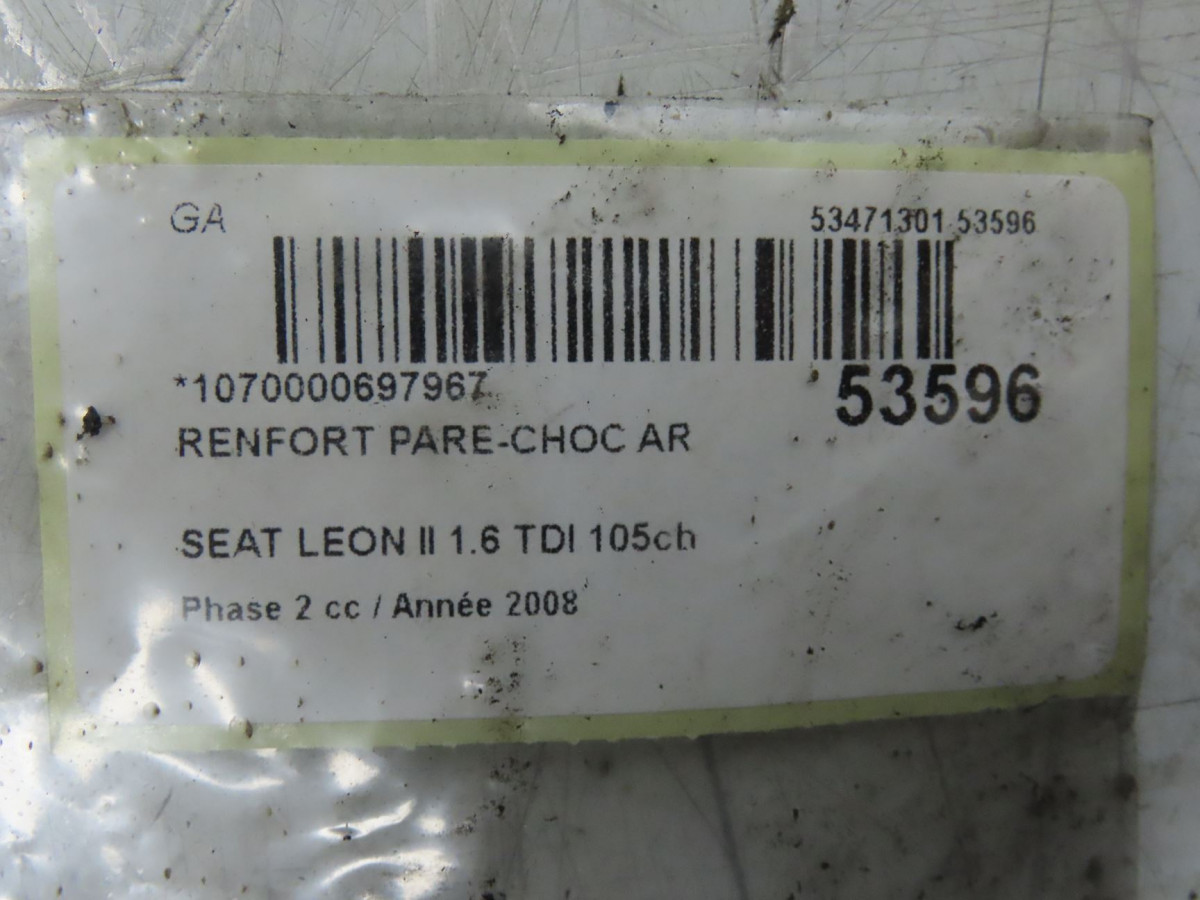 GA
53471301 53596
*1070000697967
53596
RENFORT PARE-CHOC AR
SEAT LEON II 1.6 TDI 105ch
Phase 2 cc / Année 2008